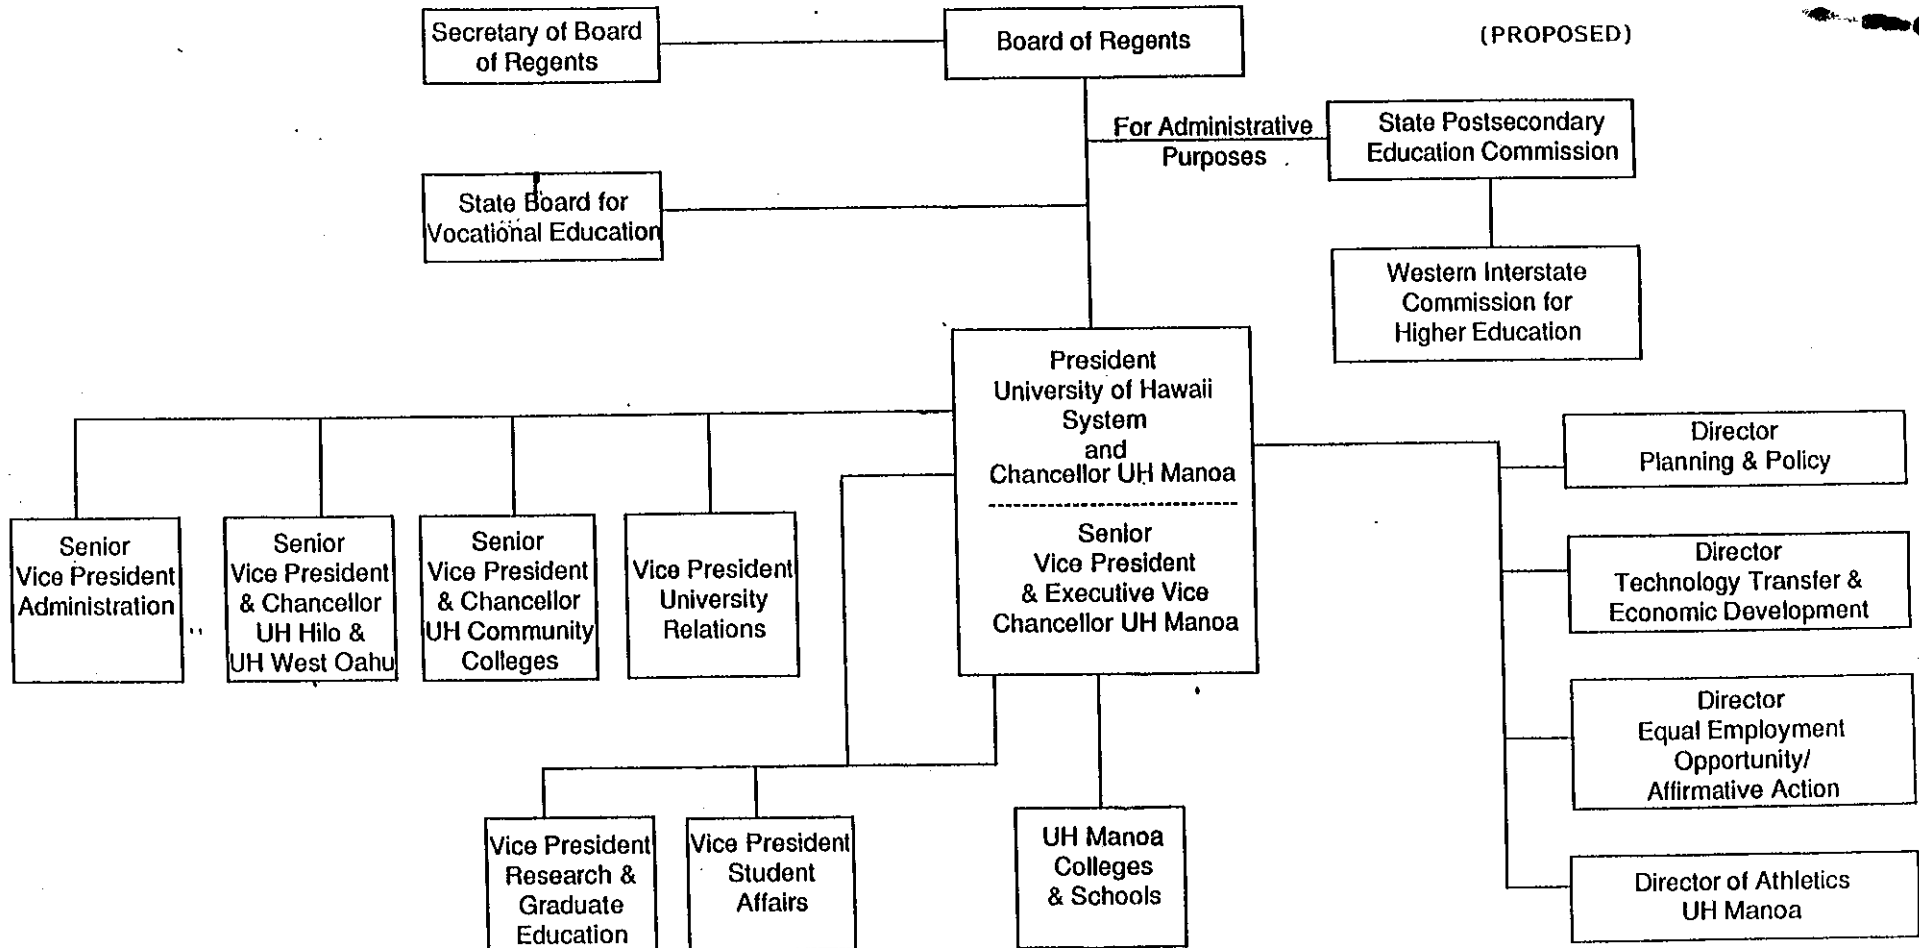 Secretary of Board
of Regents
Board of Regents
(PROPOSED)
For Administrative
Purposes
State Postsecondary
Education Commission
State Board for
Vocational Education
Western Interstate
Commission for
Higher Education
President
University of Hawaii
System
and
Chancellor UH Manoa
Senior
Vice President
& Executive Vice
Chancellor UH Manoa
Senior
Vice President
Administration
Senior
Vice President
& Chancellor
UH Hilo &
UH West Oahu
Senior
Vice President
& Chancellor
UH Community
Colleges
Vice President
University
Relations
Director
Planning & Policy
Director
Technology Transfer &
Economic Development
Director
Equal Employment
Opportunity/
Affirmative Action
Director of Athletics
UH Manoa
Vice President
Research &
Graduate
Education
Vice President
Student
Affairs
UH Manoa
Colleges
& Schools